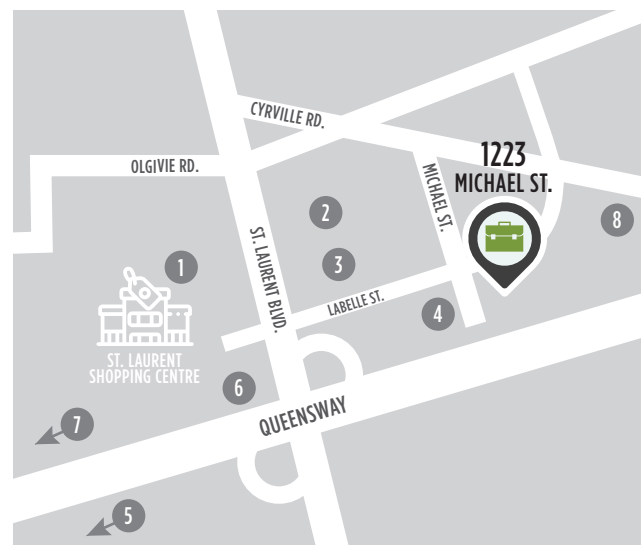 CYRVILLE RD.
OLGIVIE RD.
1223
MICHAEL ST.
MICHAEL ST.
2
8
1
3
ST. LAURENT BLVD.
LABELLE ST.
4
ST. LAURENT
SHOPPING CENTRE
6
QUEENSWAY
7
5